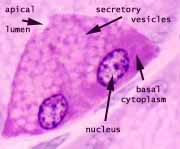 apical
lumen
secretory
vesicles
basal
cytoplasm
nucleus